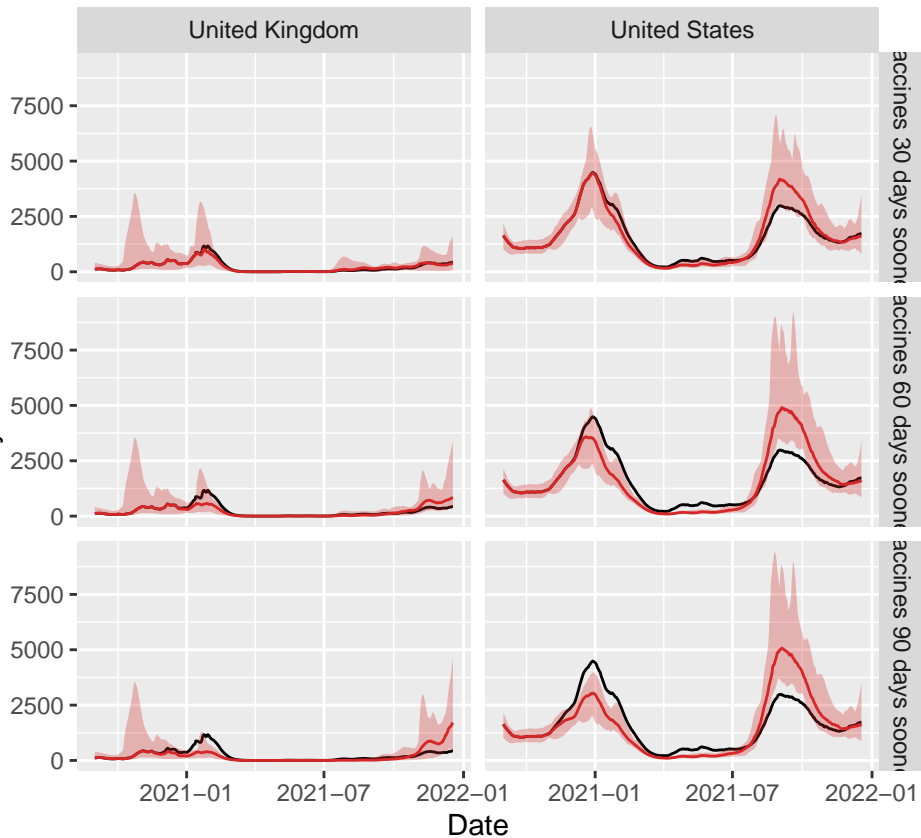 United Kingdom United States
7500
5000
2500
0
accines 30 days soone
7500
5000
2500
0
accines 60 days soone
7500
5000
2500
0
accines 90 days soone
2021−01 2021−07 2022−01 2021−01 2021−07 2022−01
Date